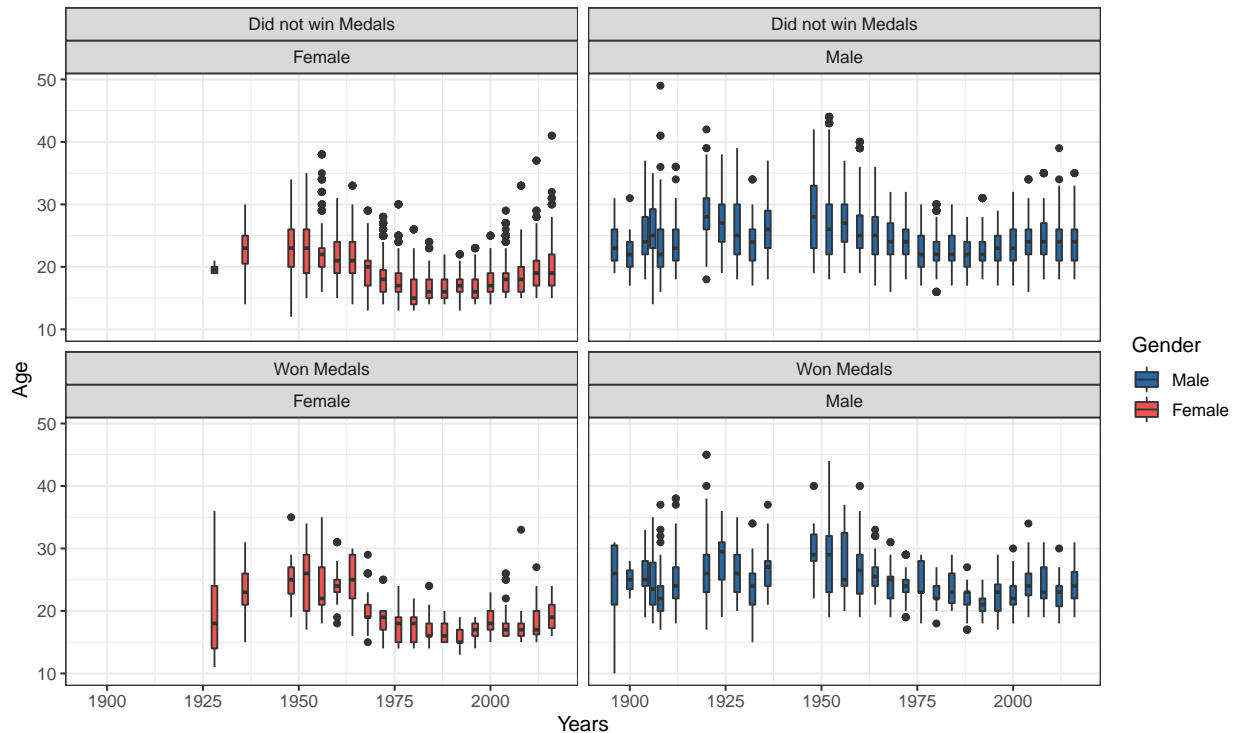 Did not win Medals
Did not win Medals
Female
Male
50
40
30
20
10
Won Medals
Won Medals
Female
Male
50
40
30
20
10
1900 1925 1950 1975 2000
1900 1925 1950 1975 2000
Years
Age
Gender
Male
Female